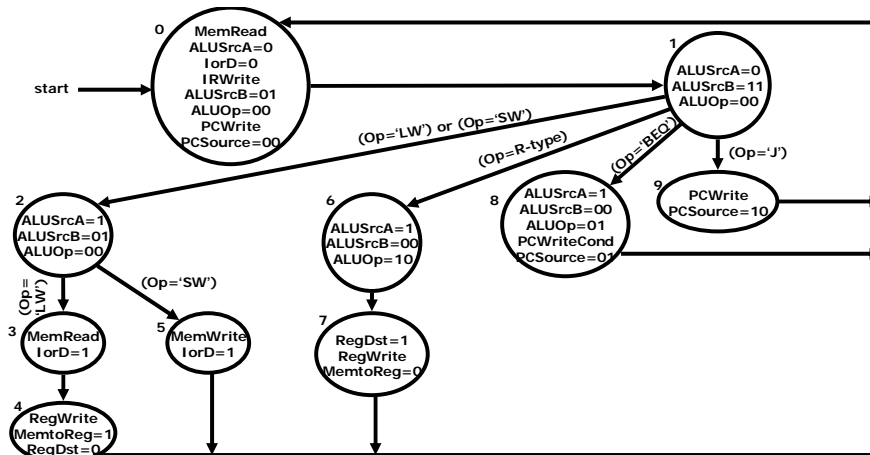 0
MemRead
ALUSrcA=0
IorD=0
IRWrite
ALUSrcB=01
ALUOp=00
PCWrite
PCSource=00
start
1
ALUSrcA=0
ALUSrcB=11
ALUOp=00
(Op=‘LW’) or (Op=‘SW’)
(Op=R-type)
(Op=‘BEQ’)
(Op=‘J’)
2
ALUSrcA=1
ALUSrcB=01
ALUOp=00
6
ALUSrcA=1
ALUSrcB=00
ALUOp=10
8
ALUSrcA=1
ALUSrcB=00
ALUOp=01
PCWriteCond
PCSource=01
9
PCWrite
PCSource=10
(Op=
‘LW’)
(Op=‘SW’)
3
MemRead
IorD=1
5
MemWrite
IorD=1
7
RegDst=1
RegWrite
MemtoReg=0
4
RegWrite
MemtoReg=1
RegDst=0